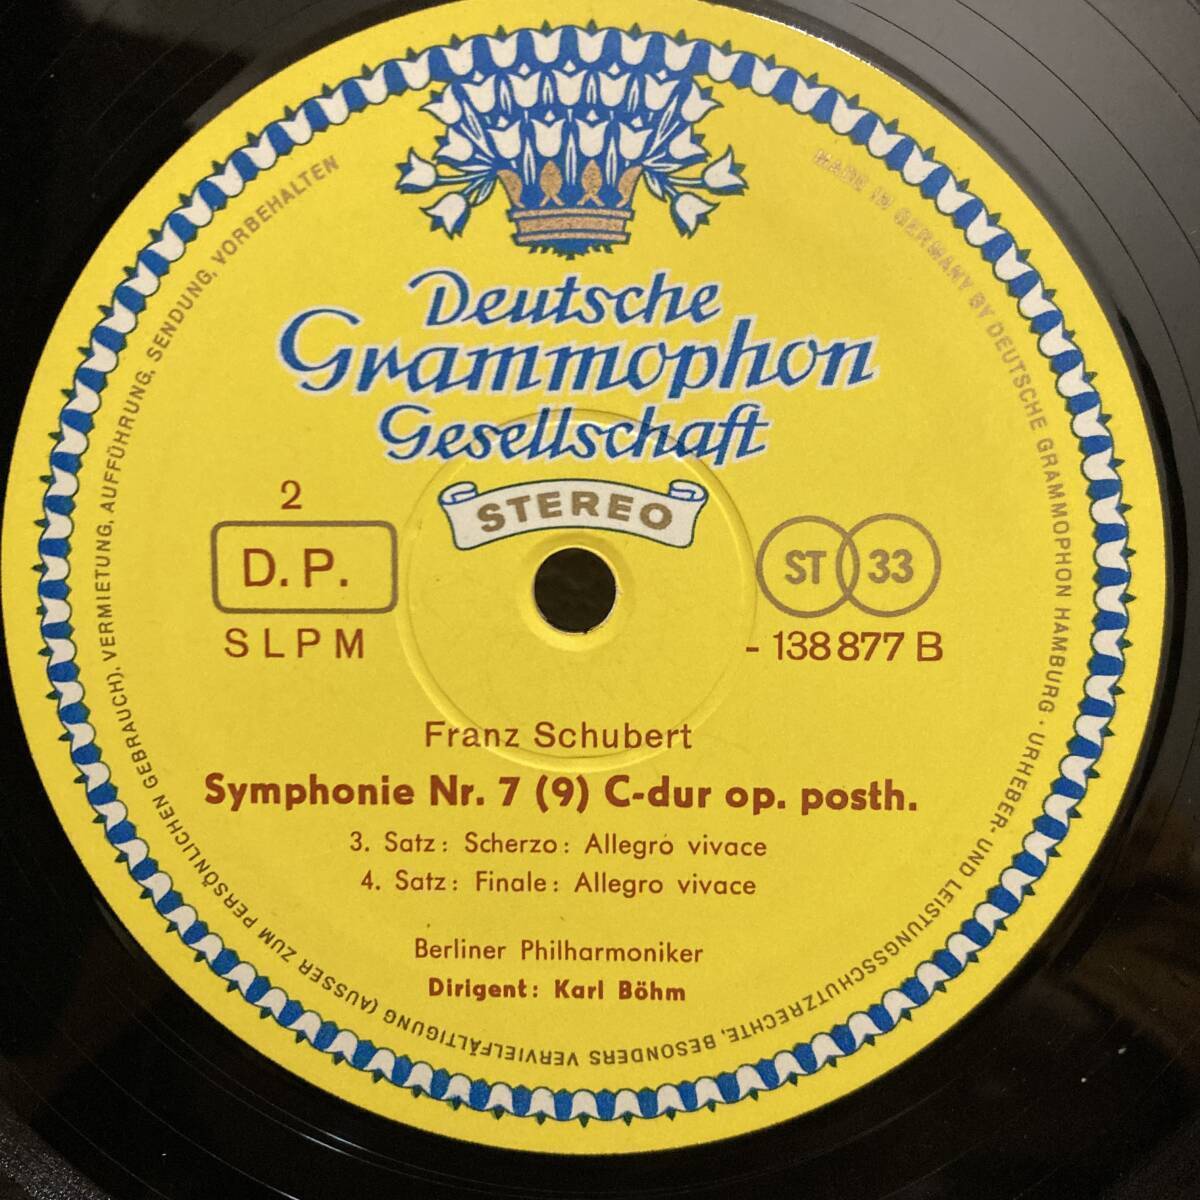 Deutsche
Grammophon
Gesellschaft
STEREO
2
D. P.
SLPM
ST 33
- 138 877 B
Franz Schubert
Symphonie Nr. 7 (9) C-dur op. posth.
3. Satz: Scherzo: Allegro vivace
4. Satz: Finale: Allegro vivace
Berliner Philharmoniker
Dirigent: Karl Böhm
MADE IN GERMANY BY DEUTSCHE GRAMMOPHON HAMBURG · URHEBER- UND LEISTUNGSSCHUTZRECHTE, BESONDERS VERVIELFÄLTIGUNG (AUSSER ZUM PERSÖNLICHEN GEBRAUCH), VERMIETUNG, AUFFÜHRUNG, SENDUNG, VORBEHALTEN